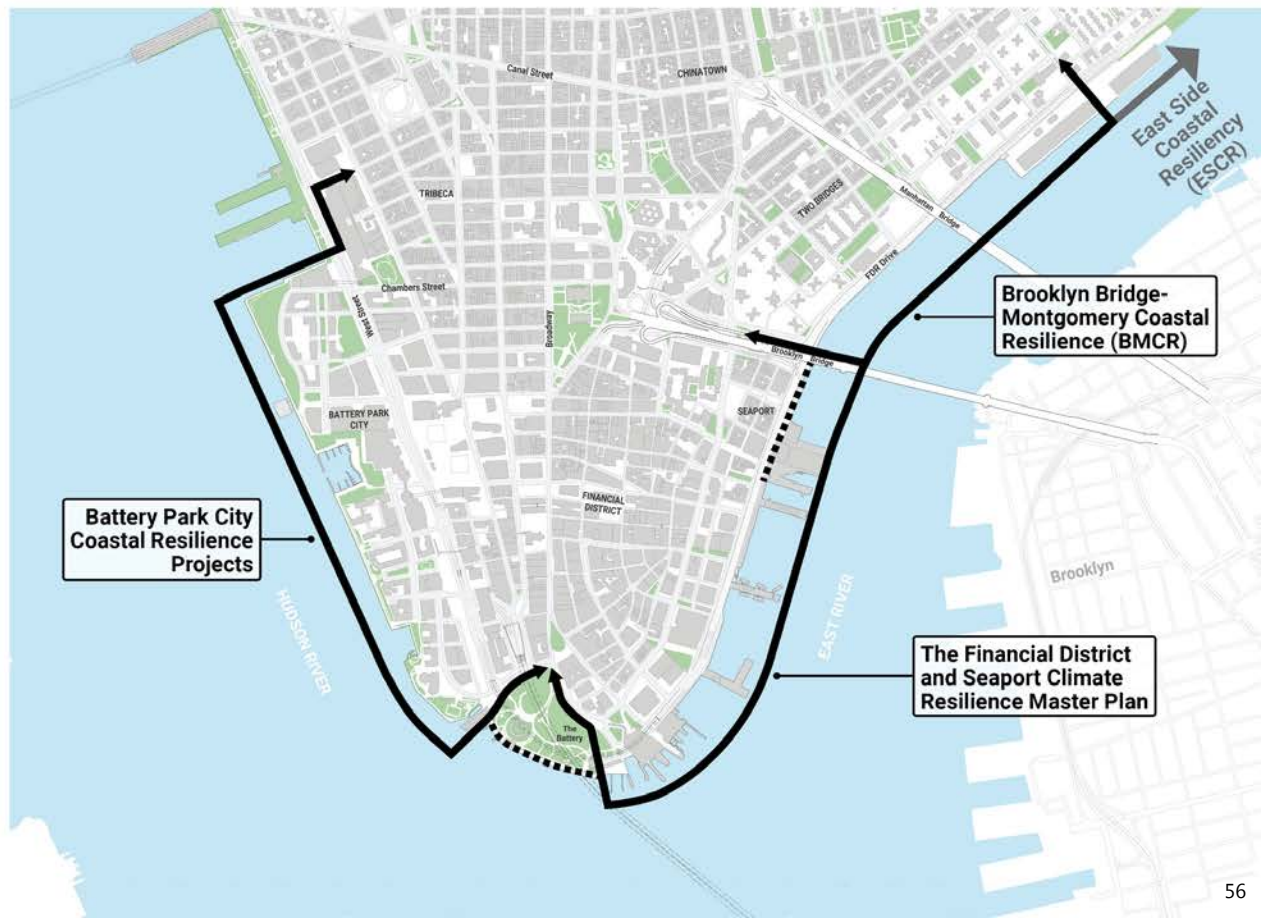 Canal Street
CHINATOWN
East Side
Coastal
Resiliency
(ESCR)
TRIBECA
TWO BRIDGES
Manhattan Bridge
FDR Drive
Chambers Street
West Street
Broadway
Brooklyn Bridge
Brooklyn Bridge-
Montgomery Coastal
Resilience (BMCR)
SEAPORT
BATTERY PARK
CITY
FINANCIAL
DISTRICT
Battery Park City
Coastal Resilience
Projects
Brooklyn
HUDSON RIVER
EAST RIVER
The Financial District
and Seaport Climate
Resilience Master Plan
The
Battery
56